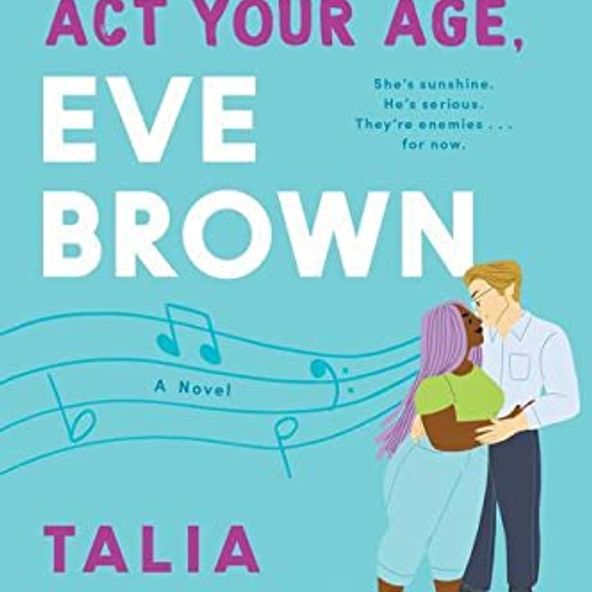 ACT YOUR AGE,
EVE
BROWN
She's sunshine.
He's serious.
They're enemies . . .
for now.
A Novel
TALIA